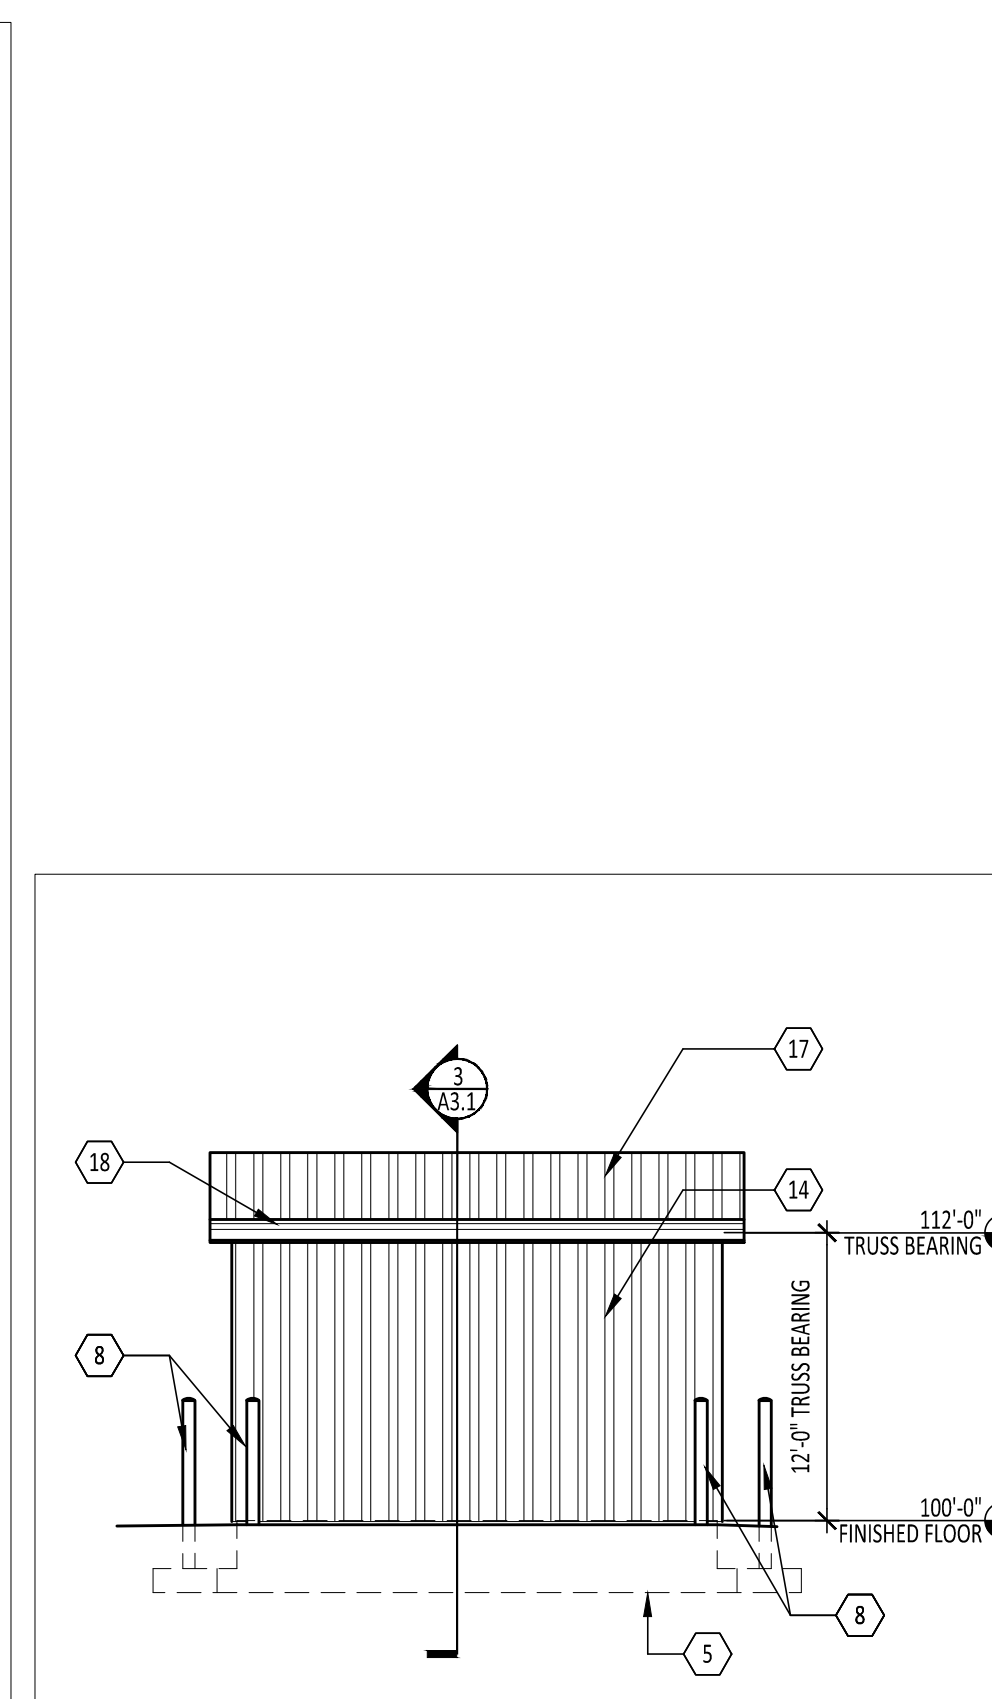 17
3
A3.1
18
14
112'-0"
TRUSS BEARING
12'-0" TRUSS BEARING
8
100'-0"
FINISHED FLOOR
8
5